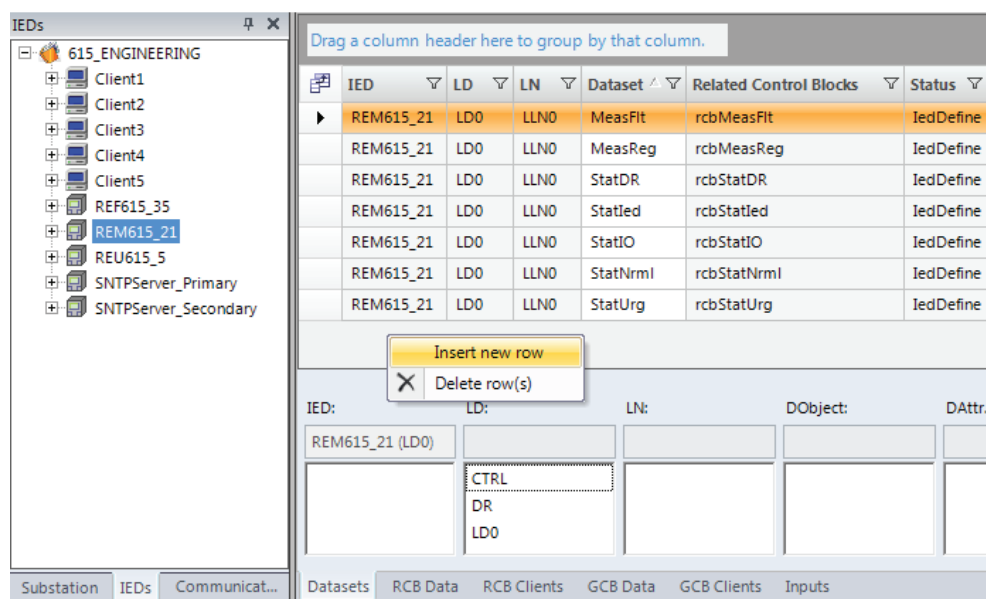 IEDs
615_ENGINEERING
Client1
Client2
Client3
Client4
Client5
REF615_35
REM615_21
REU615_5
SNTPServer_Primary
SNTPServer_Secondary
Substation IEDs Communicat...
Drag a column header here to group by that column.
IED LD LN Dataset Related Control Blocks Status
REM615_21 LD0 LLN0 MeasFlt rcbMeasFlt IedDefine
REM615_21 LD0 LLN0 MeasReg rcbMeasReg IedDefine
REM615_21 LD0 LLN0 StatDR rcbStatDR IedDefine
REM615_21 LD0 LLN0 StatIed rcbStatIed IedDefine
REM615_21 LD0 LLN0 StatIO rcbStatIO IedDefine
REM615_21 LD0 LLN0 StatNrml rcbStatNrml IedDefine
REM615_21 LD0 LLN0 StatUrg rcbStatUrg IedDefine
Insert new row
Delete row(s)
IED: LD: LN: DObject: DAttr.
REM615_21 (LD0)
CTRL
DR
LD0
Datasets RCB Data RCB Clients GCB Data GCB Clients Inputs